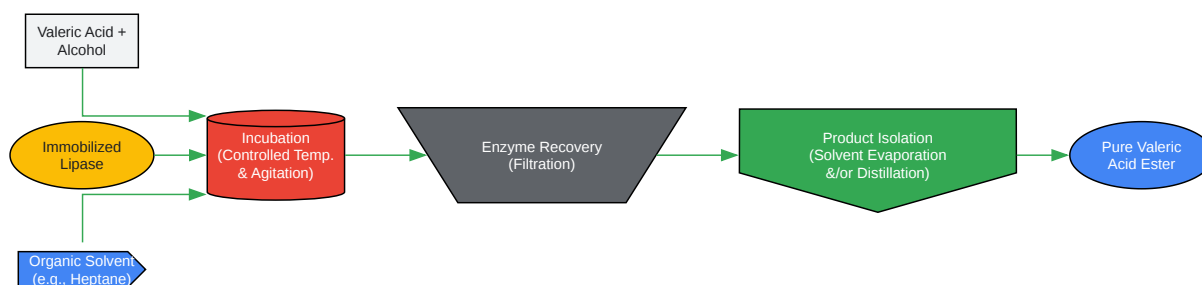 Valeric Acid +
Alcohol
Immobilized
Lipase
Organic Solvent
(e.g., Heptane)
Incubation
(Controlled Temp.
& Agitation)
Enzyme Recovery
(Filtration)
Product Isolation
(Solvent Evaporation
&/or Distillation)
Pure Valeric
Acid Ester